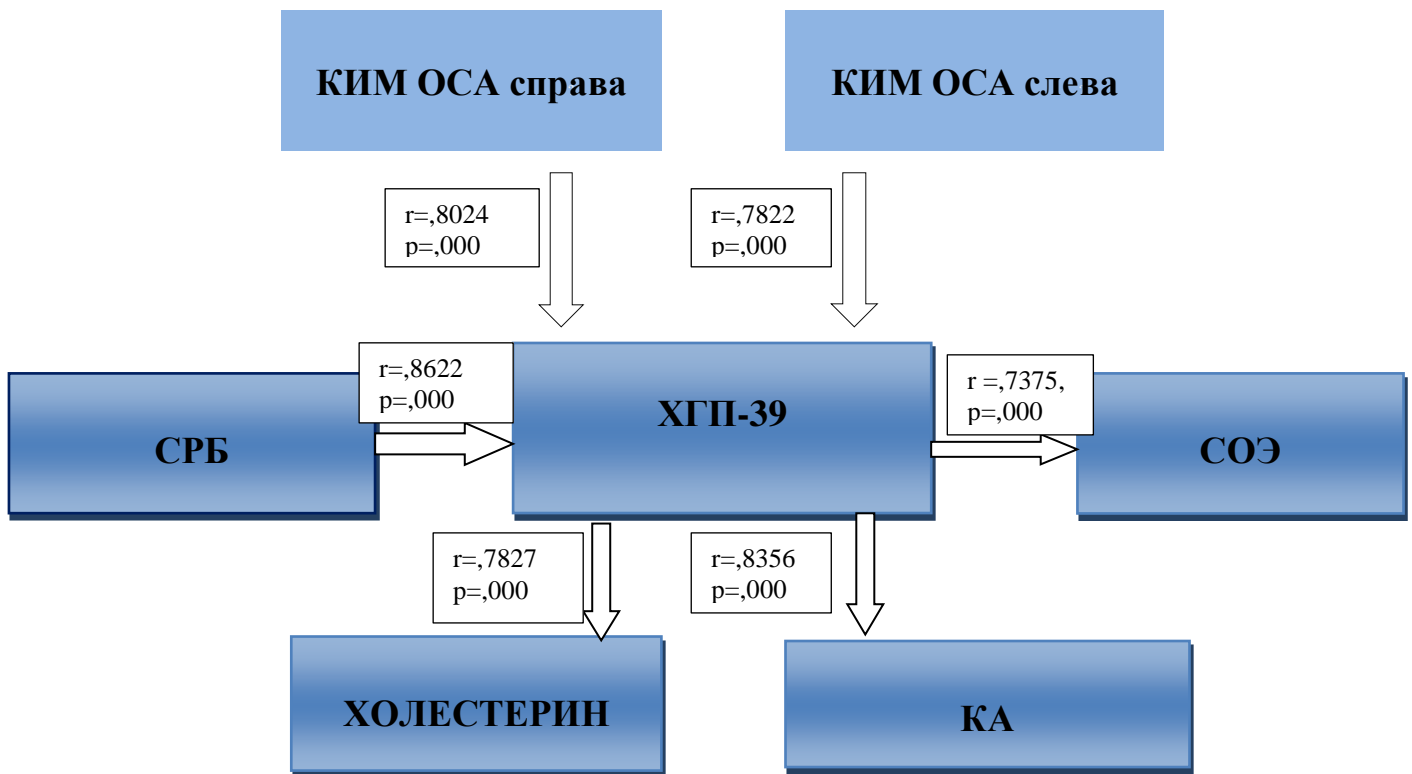 КИМ ОСА справа
КИМ ОСА слева
r=,8024
p=,000
r=,7822
p=,000
r=,8622
p=,000
ХГП-39
r =,7375,
p=,000
СРБ
СОЭ
r=,7827
p=,000
r=,8356
p=,000
ХОЛЕСТЕРИН
КА